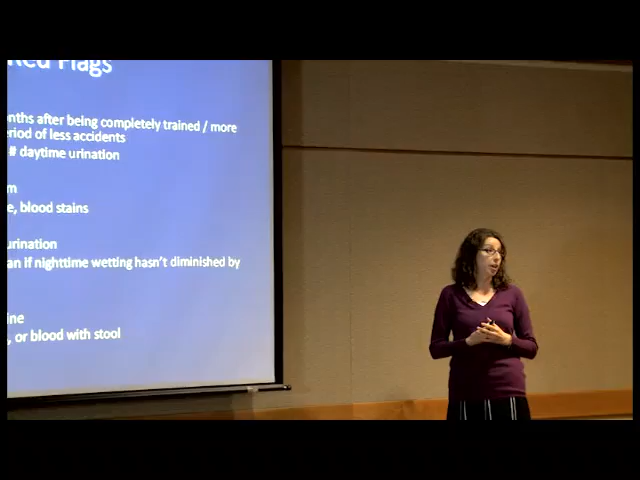 Red Flags
onths after being completely trained / more
eriod of less accidents
# daytime urination
m
e, blood stains
urination
an if nighttime wetting hasn't diminished by
ine
, or blood with stool